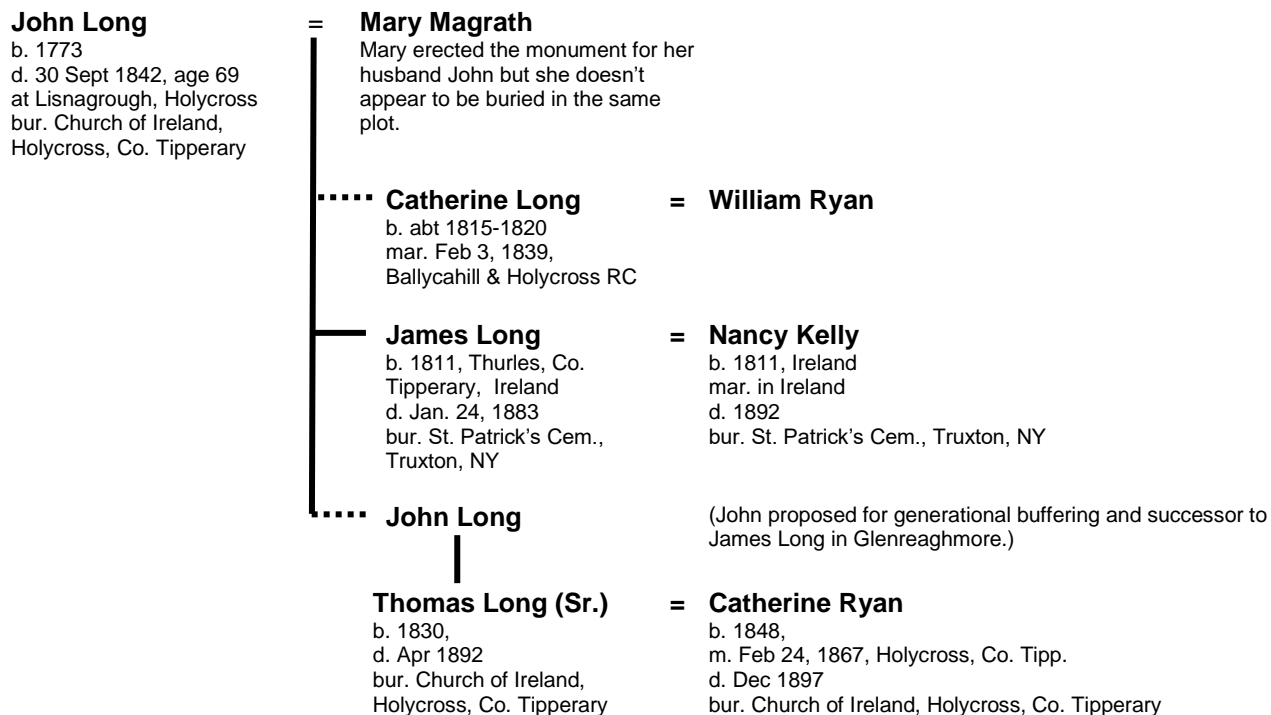 John Long = Mary Magrath
b. 1773
d. 30 Sept 1842, age 69
at Lisnagrough, Holycross
bur. Church of Ireland,
Holycross, Co. Tipperary
Mary erected the monument for her
husband John but she doesn’t
appear to be buried in the same
plot.
Catherine Long = William Ryan
b. abt 1815-1820
mar. Feb 3, 1839,
Ballycahill & Holycross RC
James Long = Nancy Kelly
b. 1811, Thurles, Co.
Tipperary, Ireland
d. Jan. 24, 1883
bur. St. Patrick’s Cem.,
Truxton, NY
b. 1811, Ireland
mar. in Ireland
d. 1892
bur. St. Patrick’s Cem., Truxton, NY
John Long
(John proposed for generational buffering and successor to
James Long in Glenreaghmore.)
Thomas Long (Sr.) = Catherine Ryan
b. 1830,
d. Apr 1892
bur. Church of Ireland,
Holycross, Co. Tipperary
b. 1848,
m. Feb 24, 1867, Holycross, Co. Tipp.
d. Dec 1897
bur. Church of Ireland, Holycross, Co. Tipperary